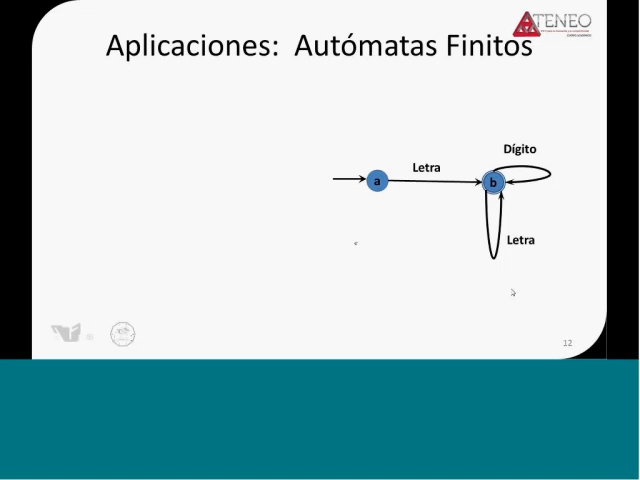 ATENEO
Aplicaciones: Autómatas Finitos
Dígito
Letra
a
b
Letra
12